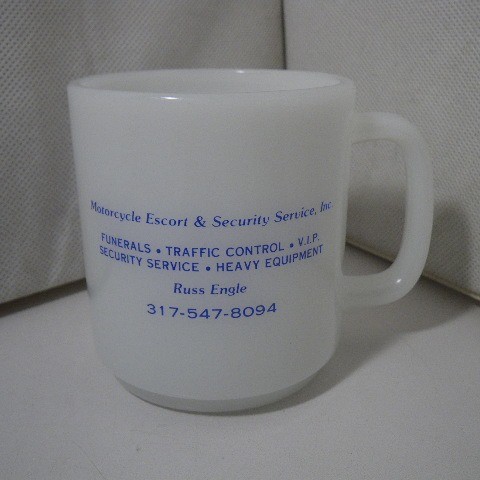 Motorcycle Escort & Security Service, Inc.
FUNERALS • TRAFFIC CONTROL • V.I.P.
SECURITY SERVICE • HEAVY EQUIPMENT
Russ Engle
317-547-8094